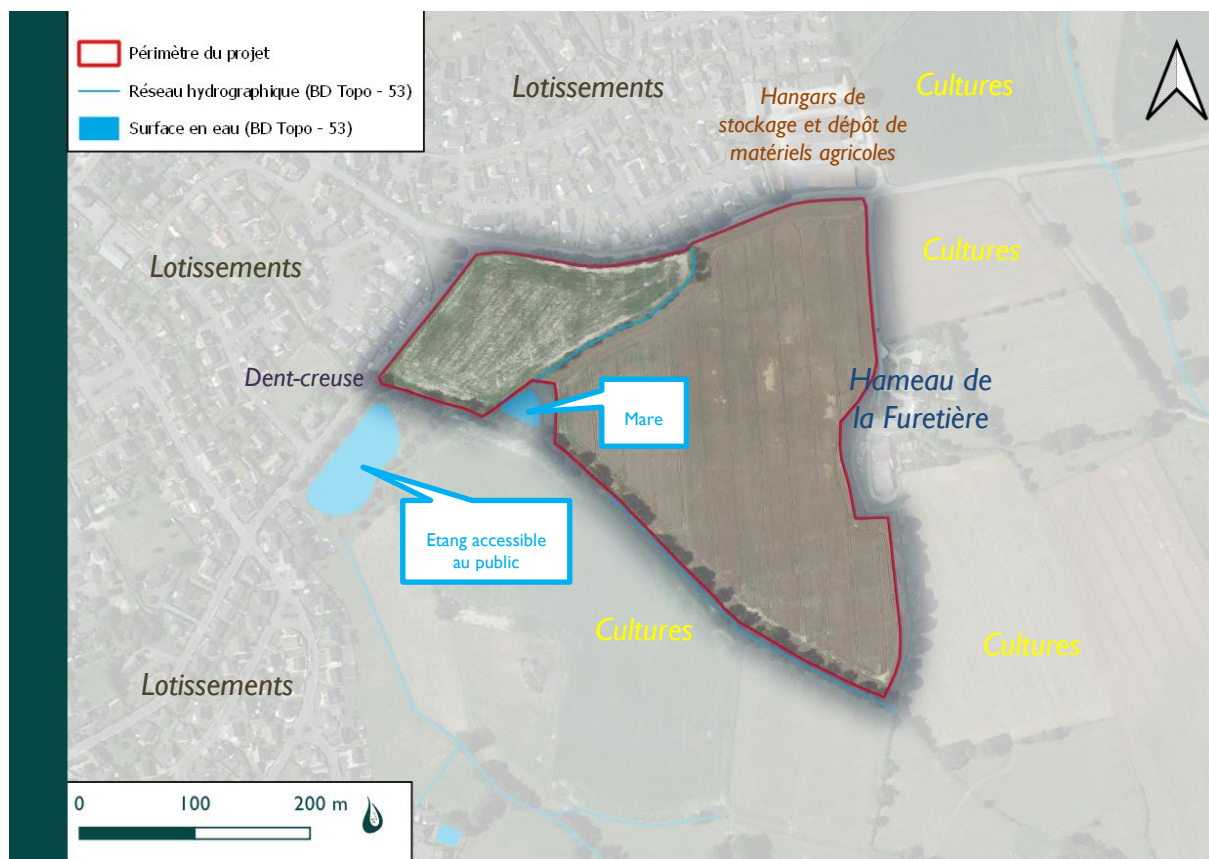 Périmètre du projet
Réseau hydrographique (BD Topo - 53)
Surface en eau (BD Topo - 53)
Lotissements
Cultures
Hangars de
stockage et dépôt de
matériels agricoles
Lotissements
Cultures
Dent-creuse
Hameau de
la Furetière
Mare
Etang accessible
au public
Cultures
Cultures
Lotissements
0 100 200 m